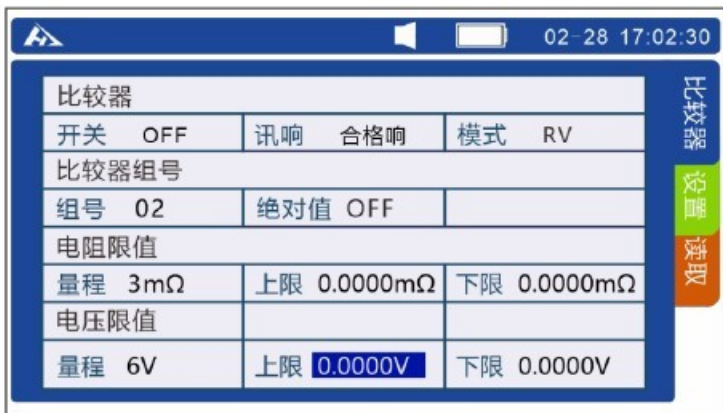 02-28 17:02:30
比较器
开关 OFF 讯响 合格响 模式 RV
比较器组号
组号 02 绝对值 OFF
电阻限值
量程 3mΩ 上限 0.0000mΩ 下限 0.0000mΩ
电压限值
量程 6V 上限 0.0000V 下限 0.0000V
比较器
设置
读取